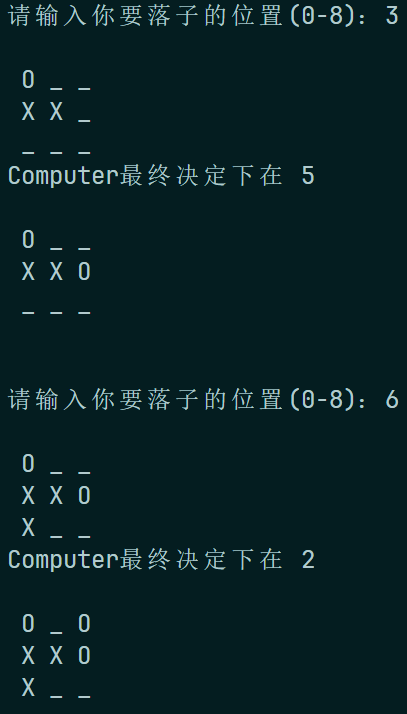 请输入你要落子的位置(0-8): 3
O _ _
X X _
_ _ _
Computer最终决定下在 5
O _ _
X X O
_ _ _
请输入你要落子的位置(0-8): 6
O _ _
X X O
X _ _
Computer最终决定下在 2
O _ O
X X O
X _ _